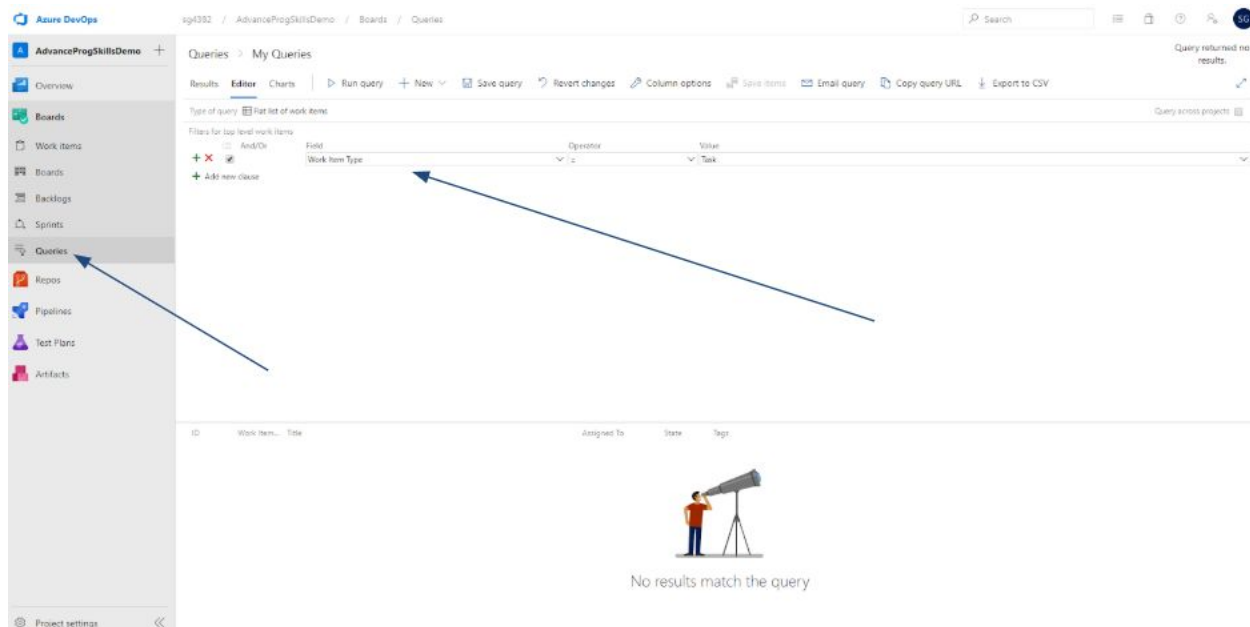 Azure DevOps
sg4382 / AdvanceProgSkillsDemo / Boards / Queries
Search
SG
A AdvanceProgSkillsDemo
Queries > My Queries
Query returned no results.
Overview
Results Editor Charts Run query New Save query Revert changes Column options Save items Email query Copy query URL Export to CSV
Boards
Type of query Flat list of work items
Query across projects
Filters for top level work items
And/Or Field Operator Value
Work items
Work Item Type = Task
Boards
Add new clause
Backlogs
Sprints
Queries
Repos
Pipelines
Test Plans
Artifacts
ID Work Item... Title Assigned To State Tags
No results match the query
Project settings